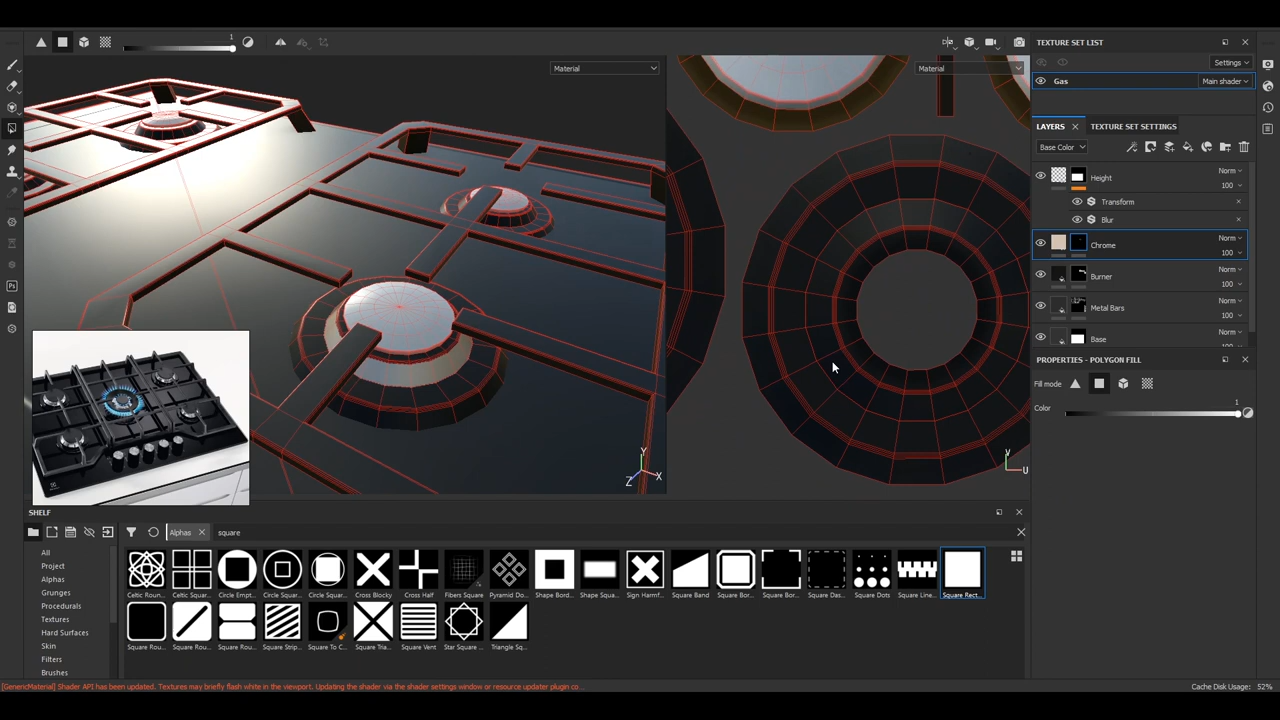 1
Material
Material
TEXTURE SET LIST
Settings
Gas
Main shader
LAYERS
TEXTURE SET SETTINGS
Base Color
Height
Norm
100
Transform
Blur
Chrome
Norm
100
Burner
Norm
100
Metal Bars
Norm
100
Base
Norm
100
PROPERTIES - POLYGON FILL
Fill mode
Color
1
Y
X
Z
V
U
SHELF
Alphas
square
All
Project
Alphas
Grunges
Procedurals
Textures
Hard Surfaces
Skin
Filters
Brushes
Celtic Roun...
Celtic Squar...
Circle Empt...
Circle Squar...
Circle Squar...
Cross Blocky
Cross Half
Fibers Square
Pyramid Do...
Shape Bord...
Shape Squa...
Sign Harmf...
Square Band
Square Bor...
Square Bor...
Square Das...
Square Dots
Square Line...
Square Rect...
Square Rou...
Square Rou...
Square Rou...
Square Strip...
Square To C...
Square Tria...
Square Vent
Star Square ...
Triangle Sq...
[GenericMaterial] Shader API has been updated. Textures may briefly flash white in the viewport. Updating the shader via the shader settings window or resource updater plugin co ...
Cache Disk Usage: 52%